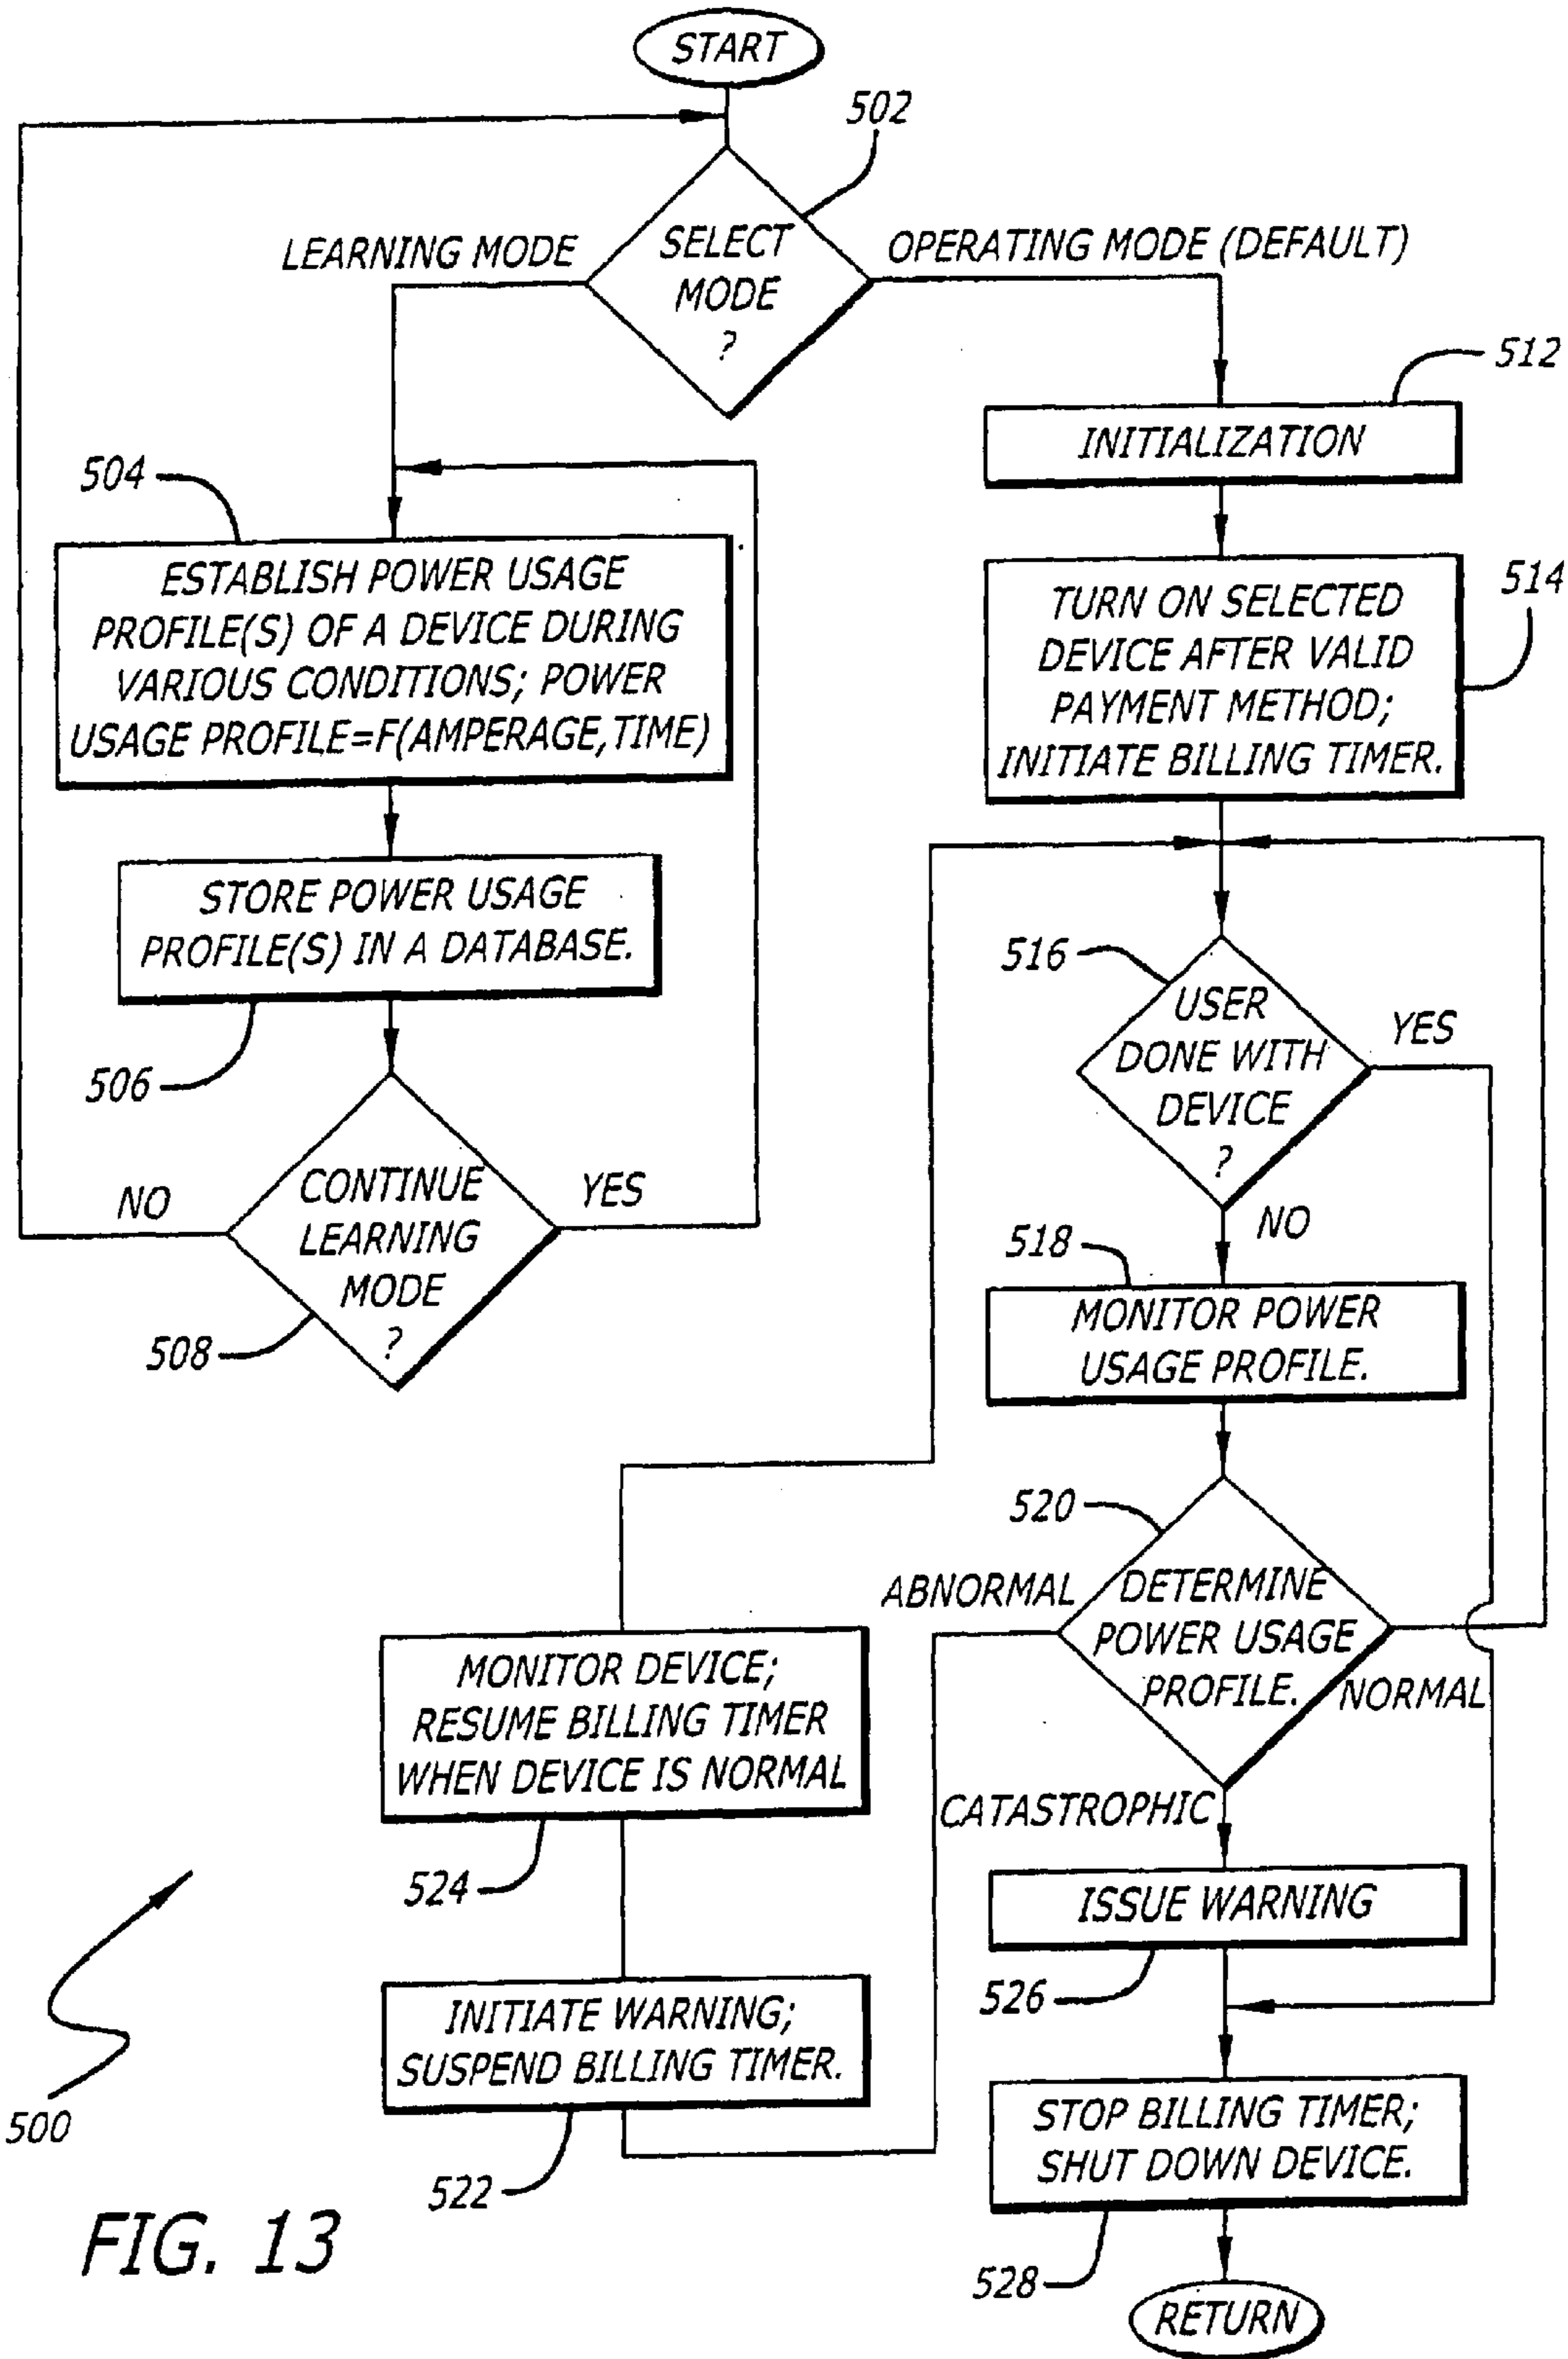 START
502
LEARNING MODE
SELECT
MODE
?
OPERATING MODE (DEFAULT)
512
INITIALIZATION
504
ESTABLISH POWER USAGE
PROFILE(S) OF A DEVICE DURING
VARIOUS CONDITIONS; POWER
USAGE PROFILE=F(AMPERAGE,TIME)
514
TURN ON SELECTED
DEVICE AFTER VALID
PAYMENT METHOD;
INITIATE BILLING TIMER.
STORE POWER USAGE
PROFILE(S) IN A DATABASE.
506
516
USER
DONE WITH
DEVICE
?
YES
NO
NO
CONTINUE
LEARNING
MODE
?
YES
508
518
MONITOR POWER
USAGE PROFILE.
520
ABNORMAL
DETERMINE
POWER USAGE
PROFILE.
NORMAL
CATASTROPHIC
MONITOR DEVICE;
RESUME BILLING TIMER
WHEN DEVICE IS NORMAL
524
ISSUE WARNING
526
INITIATE WARNING;
SUSPEND BILLING TIMER.
522
500
STOP BILLING TIMER;
SHUT DOWN DEVICE.
528
RETURN
FIG. 13